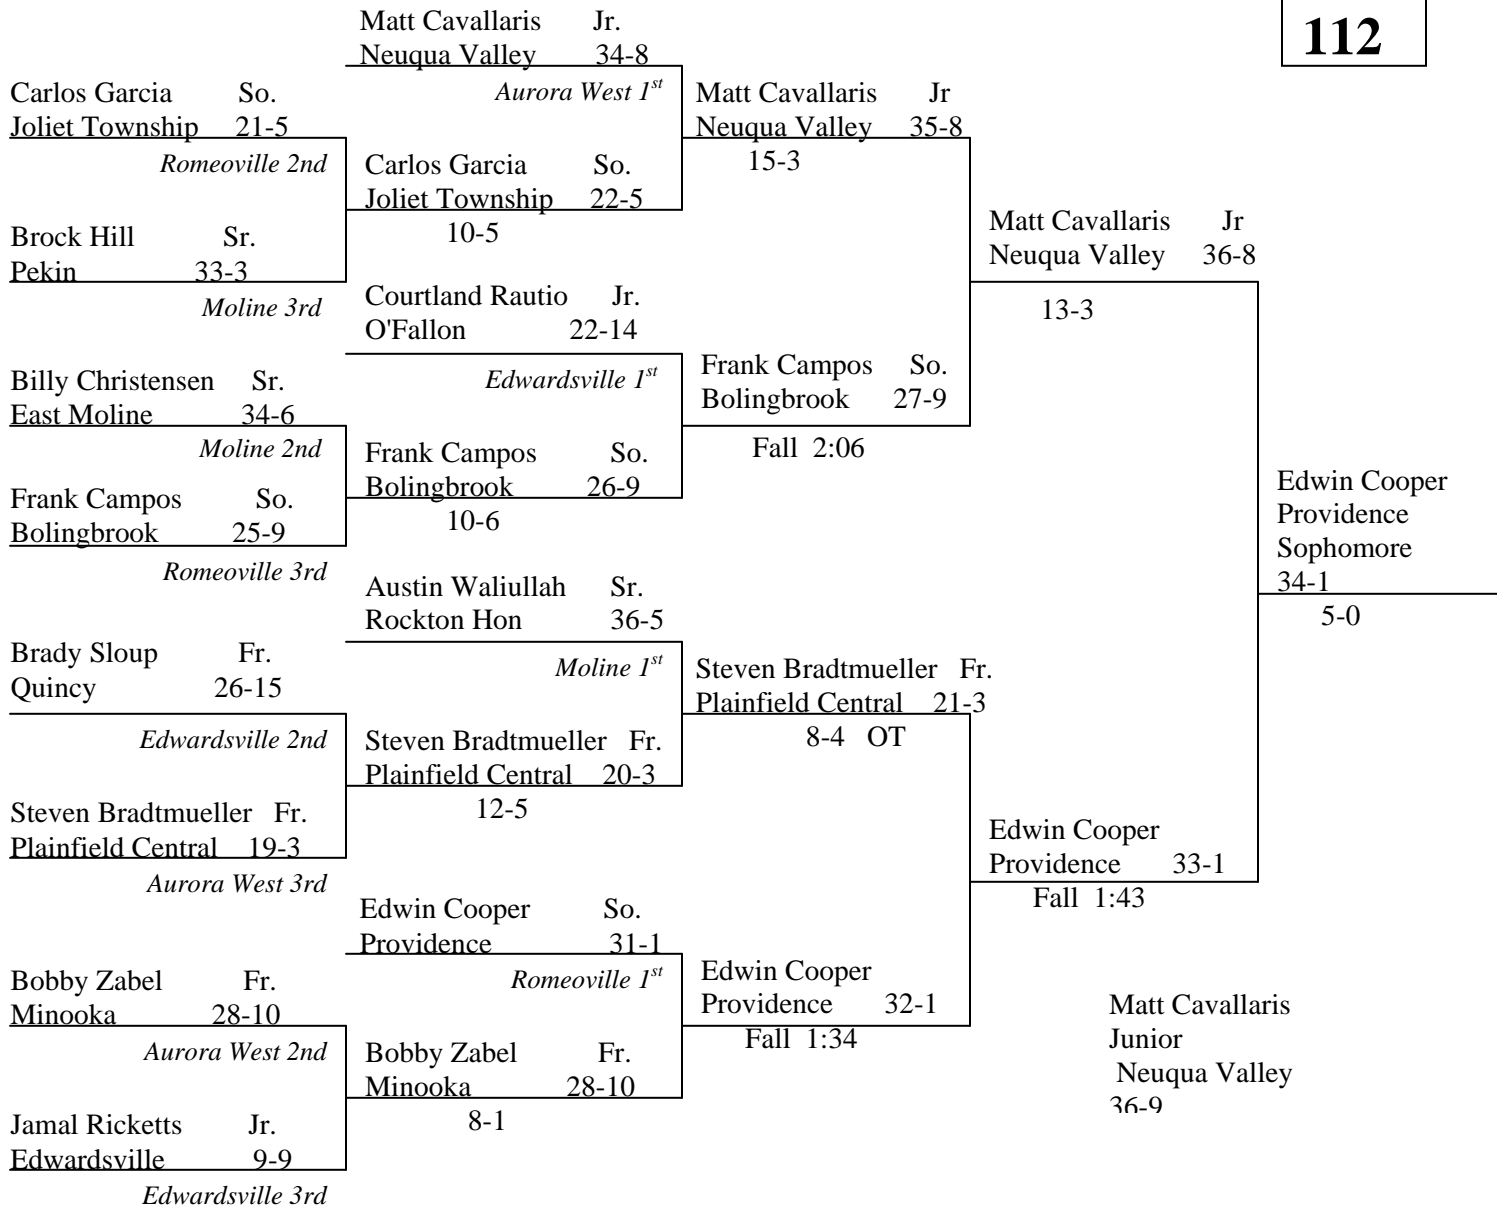 112
Carlos Garcia So.
Joliet Township 21-5
Romeoville 2nd
Brock Hill Sr.
Pekin 33-3
Moline 3rd
Billy Christensen Sr.
East Moline 34-6
Moline 2nd
Frank Campos So.
Bolingbrook 25-9
Romeoville 3rd
Brady Sloup Fr.
Quincy 26-15
Edwardsville 2nd
Steven Bradtmueller Fr.
Plainfield Central 19-3
Aurora West 3rd
Bobby Zabel Fr.
Minooka 28-10
Aurora West 2nd
Jamal Ricketts Jr.
Edwardsville 9-9
Edwardsville 3rd
Matt Cavallaris Jr.
Neuqua Valley 34-8
Aurora West 1st
Carlos Garcia So.
Joliet Township 22-5
10-5
Courtland Rautio Jr.
O'Fallon 22-14
Edwardsville 1st
Frank Campos So.
Bolingbrook 26-9
10-6
Austin Waliullah Sr.
Rockton Hon 36-5
Moline 1st
Steven Bradtmueller Fr.
Plainfield Central 20-3
12-5
Edwin Cooper So.
Providence 31-1
Romeoville 1st
Bobby Zabel Fr.
Minooka 28-10
8-1
Matt Cavallaris Jr
Neuqua Valley 35-8
15-3
Frank Campos So.
Bolingbrook 27-9
Fall 2:06
Steven Bradtmueller Fr.
Plainfield Central 21-3
8-4 OT
Edwin Cooper
Providence 32-1
Fall 1:34
Matt Cavallaris Jr
Neuqua Valley 36-8
13-3
Edwin Cooper
Providence 33-1
Fall 1:43
Edwin Cooper
Providence
Sophomore
34-1
5-0
Matt Cavallaris
Junior
Neuqua Valley
36-9